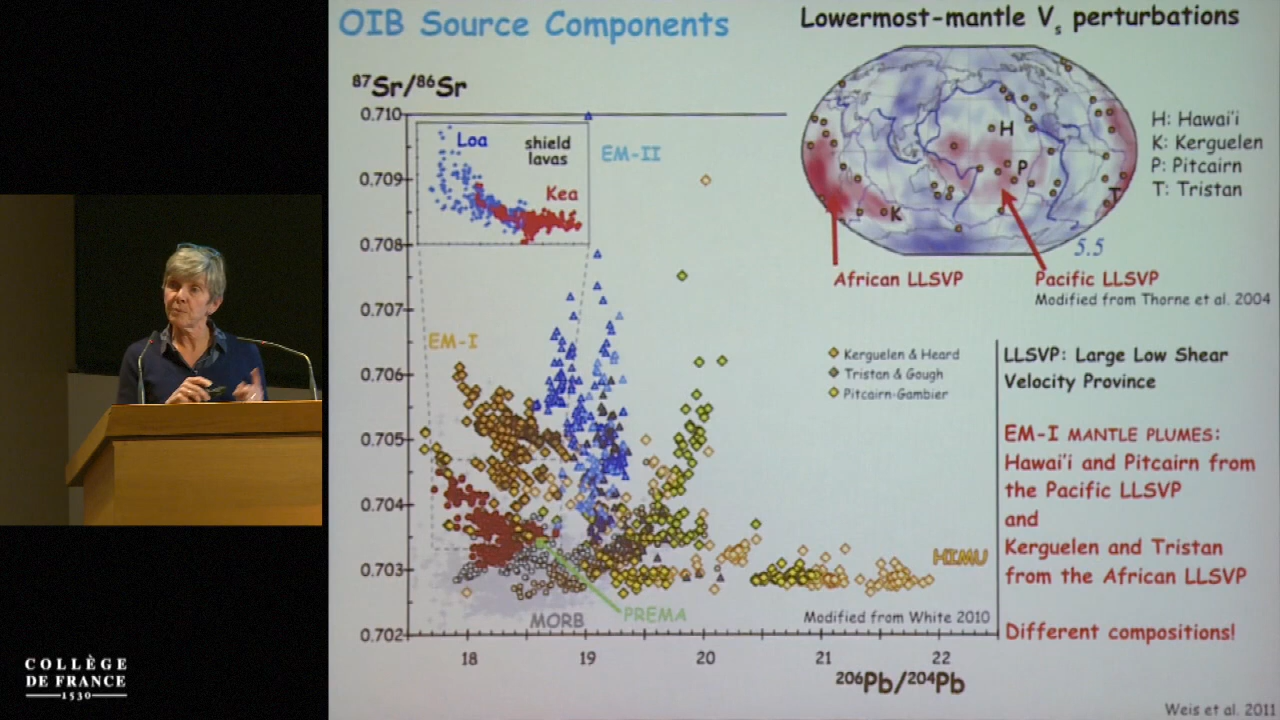 OIB Source Components
Lowermost-mantle Vs perturbations
87Sr/86Sr
0.710
0.709
0.708
0.707
0.706
0.705
0.704
0.703
0.702
Loa
shield
lavas
Kea
EM-II
EM-I
HIMU
PREMA
MORB
Kerguelen & Heard
Tristan & Gough
Pitcairn-Gambier
Modified from White 2010
18
19
20
21
22
206Pb/204Pb
H
P
K
T
5.5
H: Hawai'i
K: Kerguelen
P: Pitcairn
T: Tristan
African LLSVP
Pacific LLSVP
Modified from Thorne et al. 2004
LLSVP: Large Low Shear
Velocity Province
EM-I MANTLE PLUMES:
Hawai'i and Pitcairn from
the Pacific LLSVP
and
Kerguelen and Tristan
from the African LLSVP
Different compositions!
Weis et al. 2011
COLLÈGE
DE FRANCE
1530